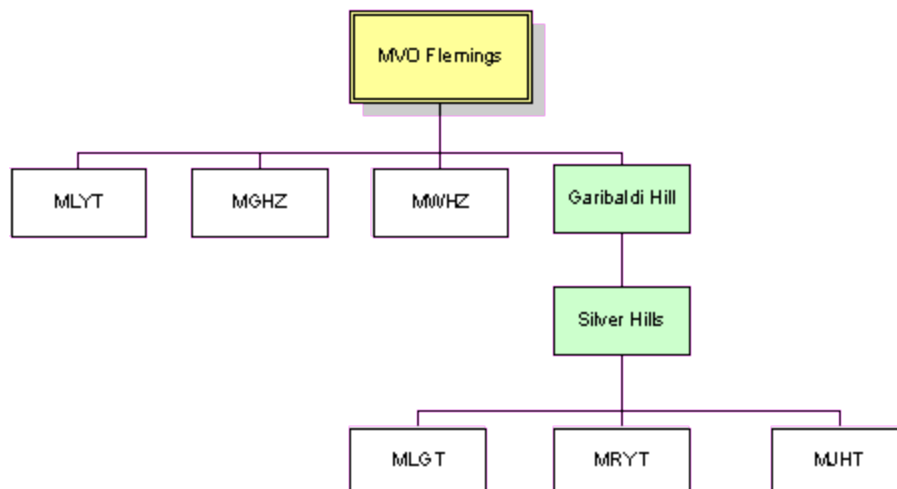 MVO Flemings
MLYT
MGHZ
MWHZ
Garibaldi Hill
Silver Hills
MLGT
MRYT
MJHT